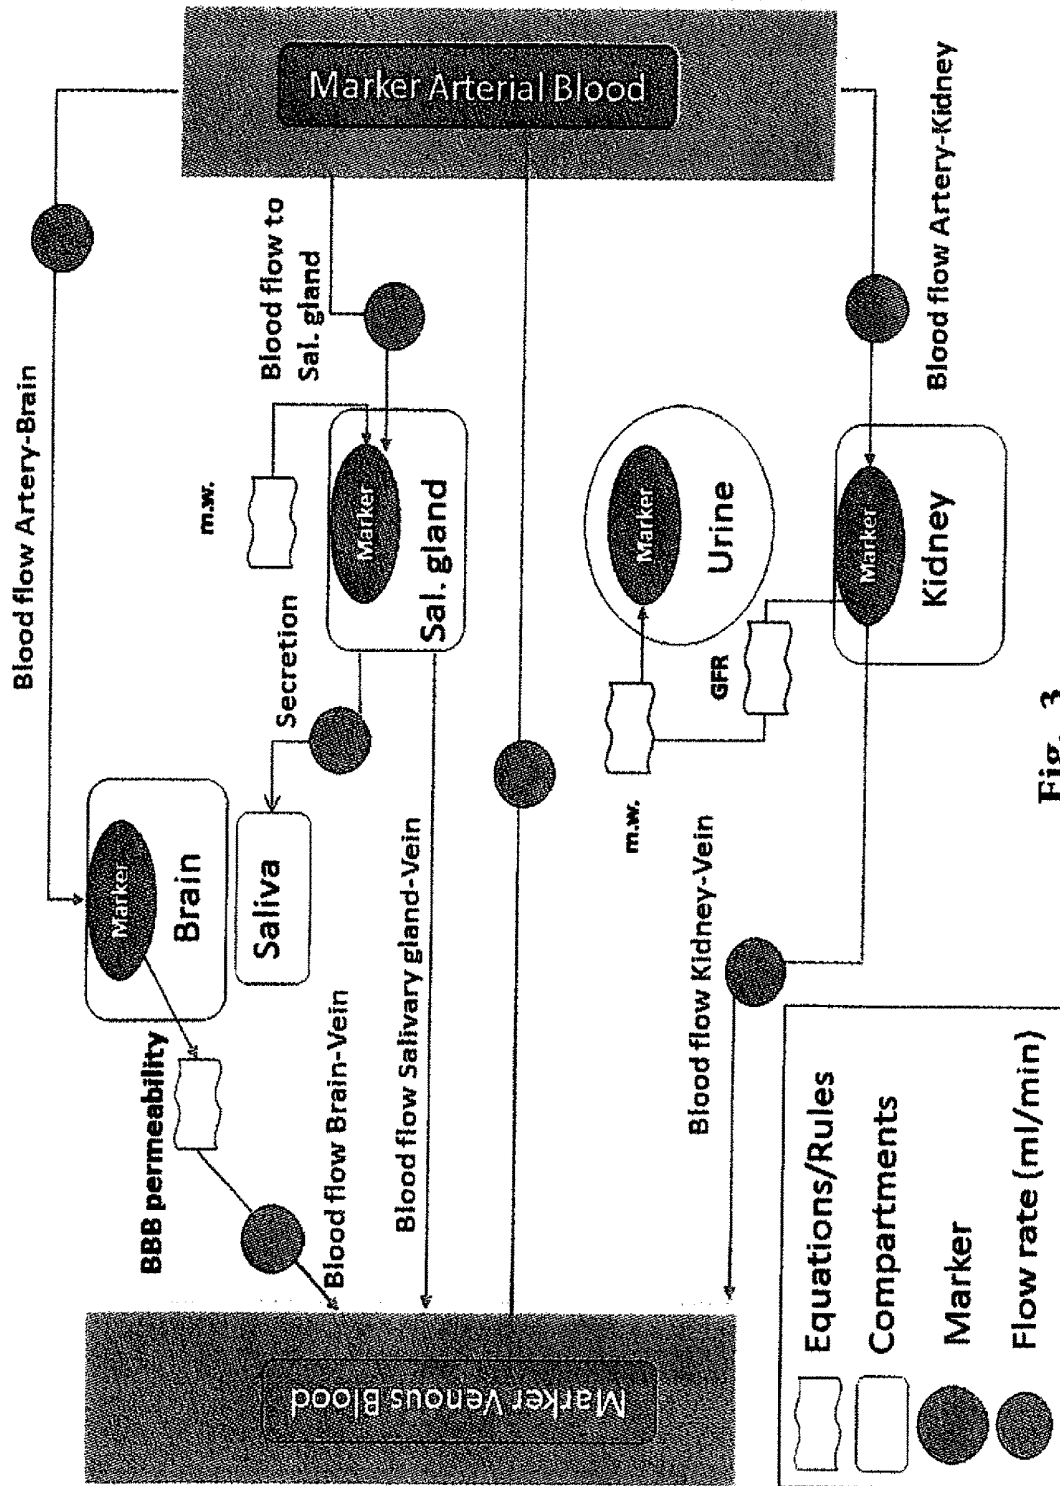 Marker Arterial Blood
Blood flow Artery-Brain
Blood flow to
Sal. gland
Blood flow Artery-Kidney
m.w.
Marker
Sal. gland
Secretion
Marker
Urine
m.w.
GFR
Marker
Kidney
Marker
Brain
Saliva
BBB permeability
Blood flow Brain-Vein
Blood flow Salivary gland-Vein
Blood flow Kidney-Vein
Marker Venous Blood
Equations/Rules
Compartments
Marker
Flow rate (ml/min)
Fig. 3